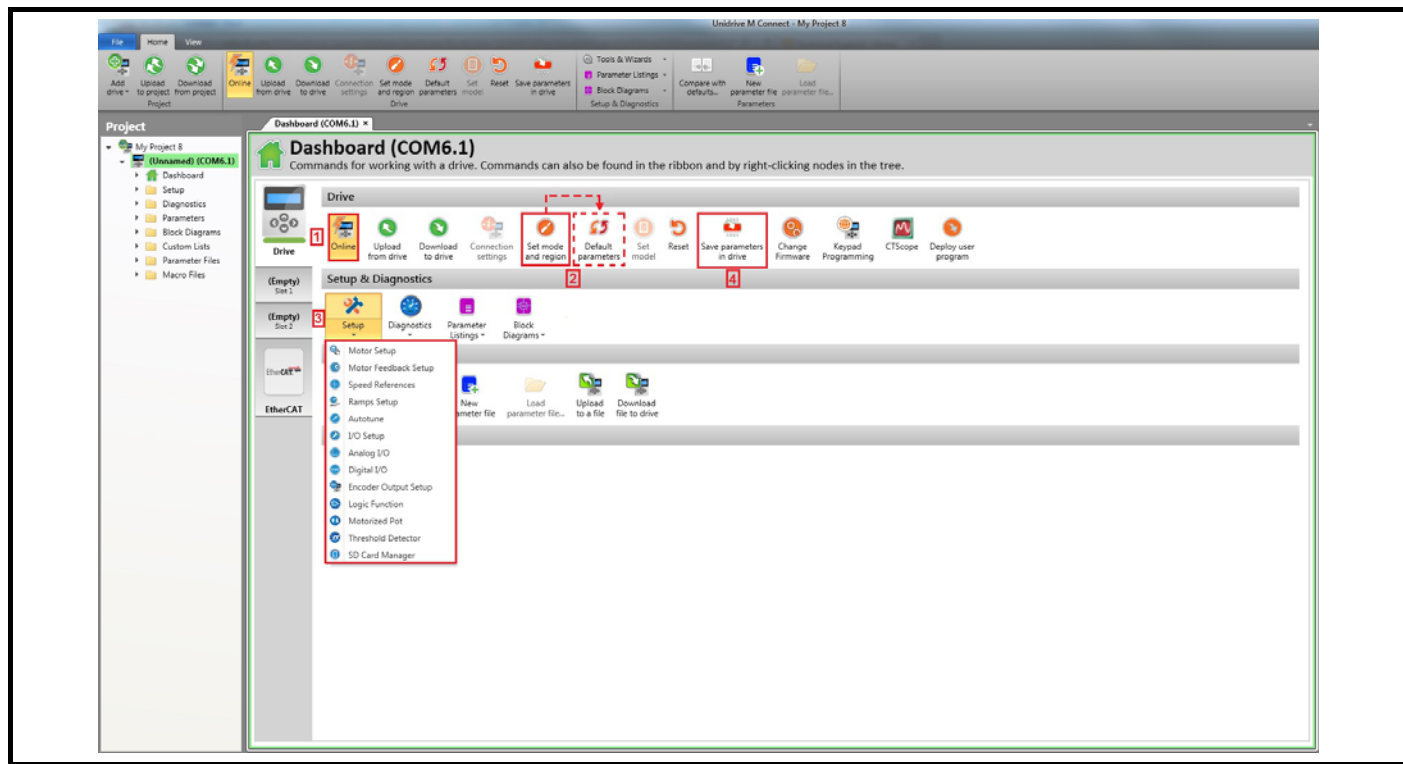 Unidrive M Connect - My Project 8
File Home View
Add drive
Upload to project
Download from project
Project
Online
Upload from drive
Download to drive
Connection settings
Set mode and region
Default parameters
Set model
Reset
Save parameters in drive
Drive
Tools & Wizards
Parameter Listings
Block Diagrams
Setup & Diagnostics
Compare with defaults...
New parameter file
Load parameter file...
Parameters
Project
My Project 8
(Unnamed) (COM6.1)
Dashboard
Setup
Diagnostics
Parameters
Block Diagrams
Custom Lists
Parameter Files
Macro Files
Dashboard (COM6.1) ×
Dashboard (COM6.1)
Commands for working with a drive. Commands can also be found in the ribbon and by right-clicking nodes in the tree.
Drive
(Empty)
Slot 1
(Empty)
Slot 2
EtherCAT
EtherCAT
Drive
1
Online
Upload from drive
Download to drive
Connection settings
Set mode and region
Default parameters
Set model
Reset
Save parameters in drive
Change Firmware
Keypad Programming
CTScope
Deploy user program
2
4
Setup & Diagnostics
3
Setup
Diagnostics
Parameter Listings
Block Diagrams
Motor Setup
Motor Feedback Setup
Speed References
Ramps Setup
Autotune
I/O Setup
Analog I/O
Digital I/O
Encoder Output Setup
Logic Function
Motorized Pot
Threshold Detector
SD Card Manager
New
ameter file
Load parameter file...
Upload to a file
Download file to drive